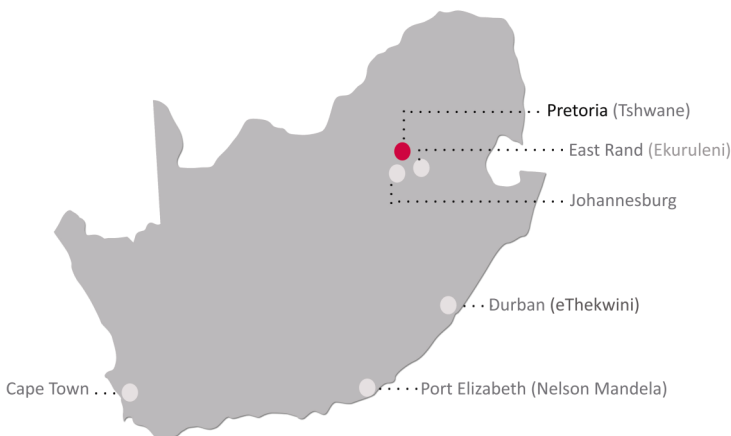 Pretoria (Tshwane)
East Rand (Ekuruleni)
Johannesburg
Durban (eThekwini)
Cape Town
Port Elizabeth (Nelson Mandela)